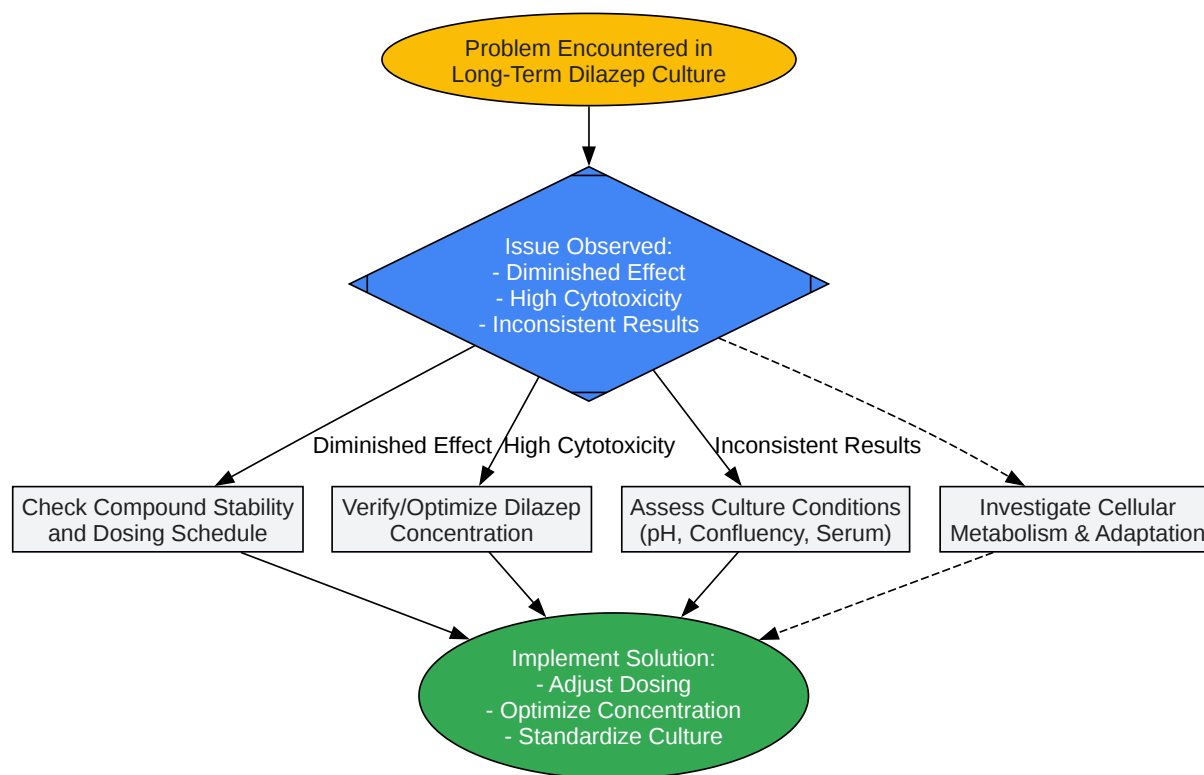 Problem Encountered in
Long-Term Dilazep Culture
Issue Observed:
- Diminished Effect
- High Cytotoxicity
- Inconsistent Results
Diminished Effect
High Cytotoxicity
Inconsistent Results
Check Compound Stability
and Dosing Schedule
Verify/Optimize Dilazep
Concentration
Assess Culture Conditions
(pH, Confluency, Serum)
Investigate Cellular
Metabolism & Adaptation
Implement Solution:
- Adjust Dosing
- Optimize Concentration
- Standardize Culture